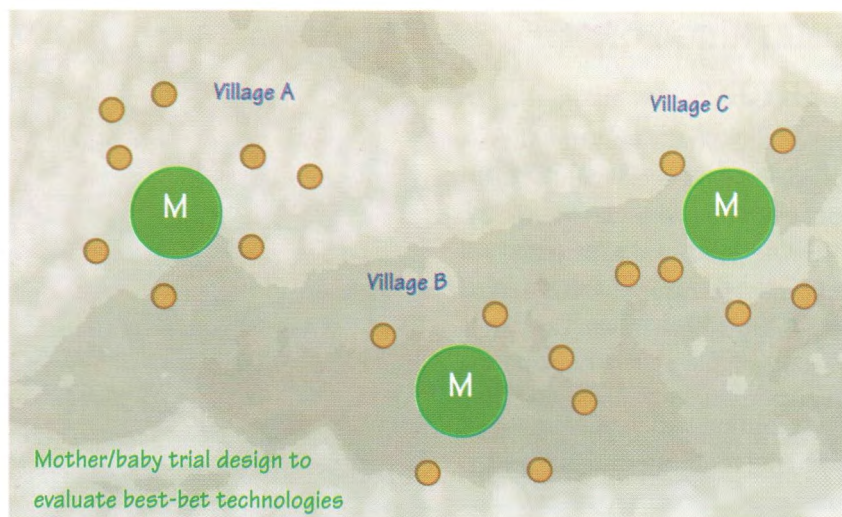 Village A
Village C
M
M
Village B
M
Mother/baby trial design to
evaluate best-bet technologies